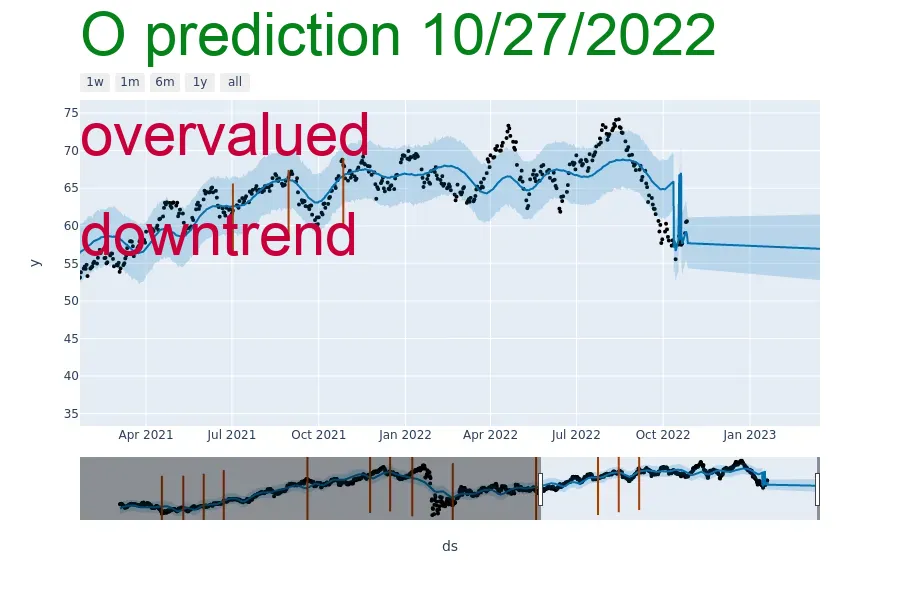 O prediction 10/27/2022
1w 1m 6m 1y all
overvalued
downtrend
75
70
65
60
55
50
45
40
35
y
Apr 2021 Jul 2021 Oct 2021 Jan 2022 Apr 2022 Jul 2022 Oct 2022 Jan 2023
ds